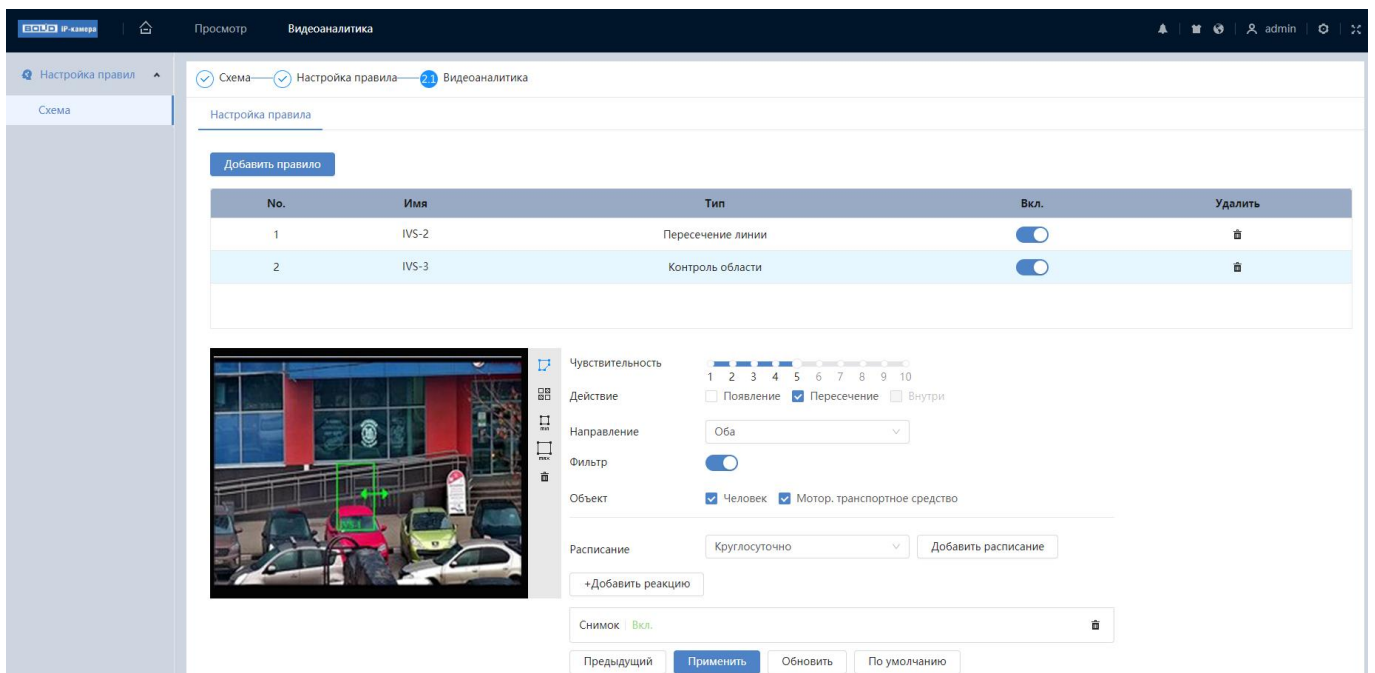 BOLID IP-камера Просмотр Видеоаналитика admin
Настройка правил
Схема Настройка правила 2.1 Видеоаналитика
Схема
Настройка правила
Добавить правило
No. Имя Тип Вкл. Удалить
1 IVS-2 Пересечение линии
2 IVS-3 Контроль области
Чувствительность
1 2 3 4 5 6 7 8 9 10
Действие Появление Пересечение Внутри
min
Направление Оба
max
Фильтр
Объект Человек Мотор. транспортное средство
Расписание Круглосуточно Добавить расписание
+Добавить реакцию
Снимок Вкл.
Предыдущий Применить Обновить По умолчанию